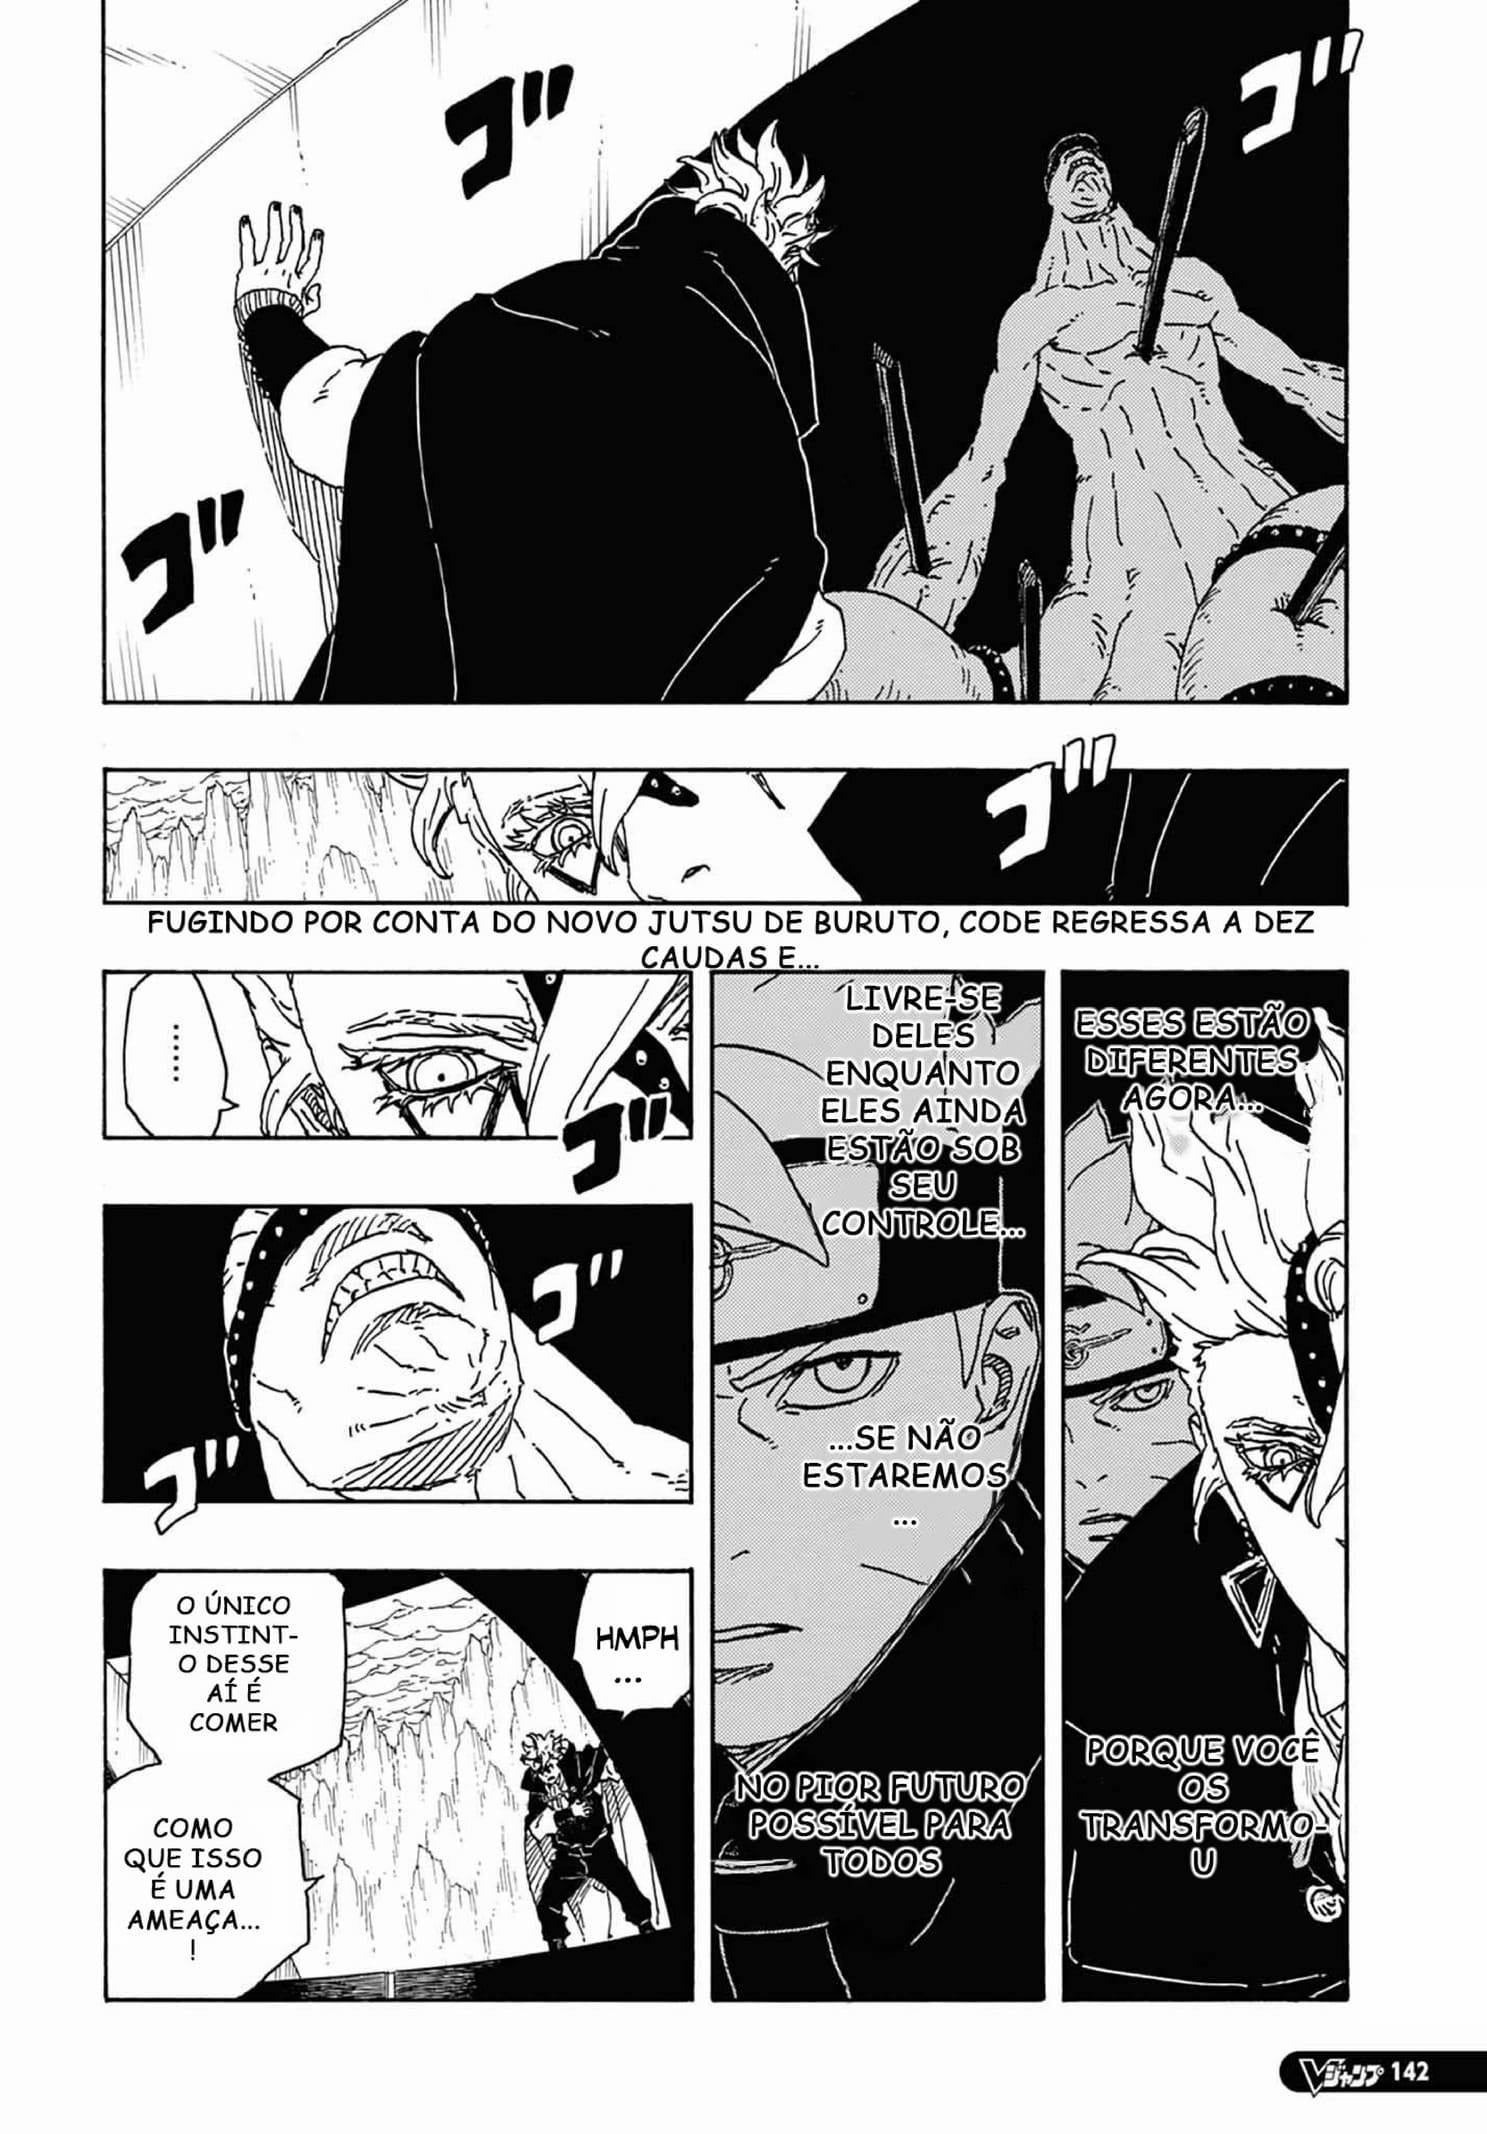 ゴ
ゴ
ゴ
ゴ
FUGINDO POR CONTA DO NOVO JUTSU DE BURUTO, CODE REGRESSA A DEZ
CAUDAS E...
ESSES ESTÃO
DIFERENTES
AGORA...
PORQUE VOCÊ
OS
TRANSFORMO-
U
LIVRE-SE
DELES
ENQUANTO
ELES AINDA
ESTÃO SOB
SEU
CONTROLE...
...SE NÃO
ESTAREMOS
...
NO PIOR FUTURO
POSSÍVEL PARA
TODOS
......
ゴ
ゴ
ゴ
HMPH
...
O ÚNICO
INSTINT-
O DESSE
AÍ É
COMER
COMO
QUE ISSO
É UMA
AMEAÇA...
!
Vジャンプ 142